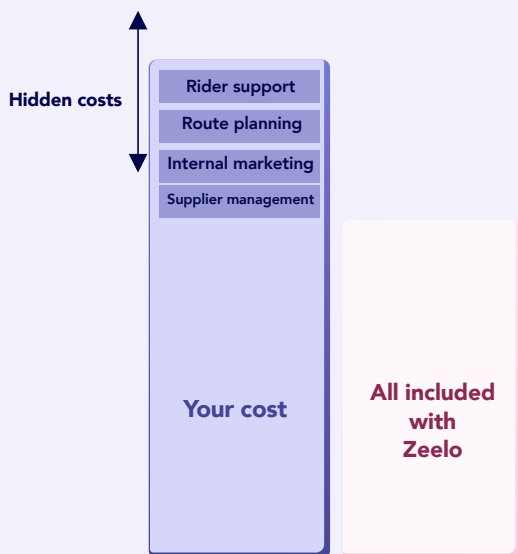 Hidden costs
Rider support
Route planning
Internal marketing
Supplier management
Your cost
All included
with
Zeelo